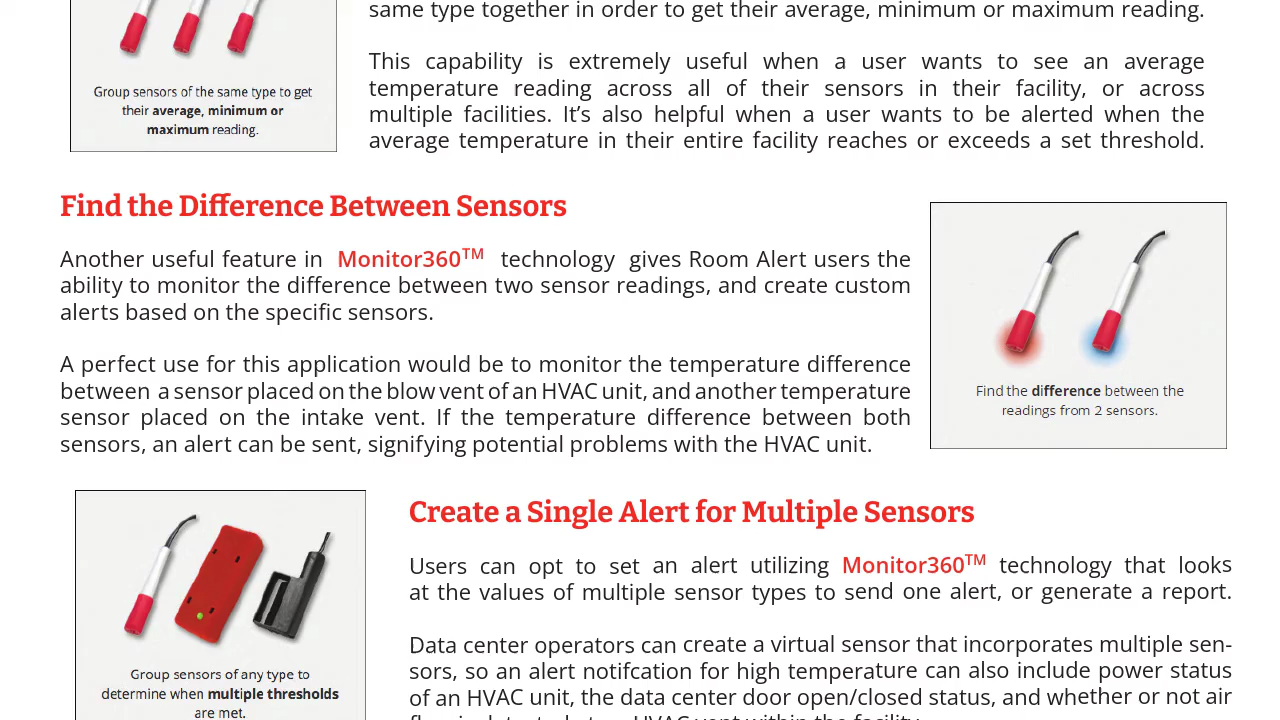 same type together in order to get their average, minimum or maximum reading.
Group sensors of the same type to get
their average, minimum or
maximum reading.
This capability is extremely useful when a user wants to see an average
temperature reading across all of their sensors in their facility, or across
multiple facilities. It's also helpful when a user wants to be alerted when the
average temperature in their entire facility reaches or exceeds a set threshold.
Find the Difference Between Sensors
Another useful feature in Monitor360TM technology gives Room Alert users the
ability to monitor the difference between two sensor readings, and create custom
alerts based on the specific sensors.
A perfect use for this application would be to monitor the temperature difference
between a sensor placed on the blow vent of an HVAC unit, and another temperature
sensor placed on the intake vent. If the temperature difference between both
sensors, an alert can be sent, signifying potential problems with the HVAC unit.
Find the difference between the
readings from 2 sensors.
Create a Single Alert for Multiple Sensors
Users can opt to set an alert utilizing Monitor360TM technology that looks
at the values of multiple sensor types to send one alert, or generate a report.
Data center operators can create a virtual sensor that incorporates multiple sen-
sors, so an alert notifcation for high temperature can also include power status
of an HVAC unit, the data center door open/closed status, and whether or not air
Group sensors of any type to
determine when multiple thresholds
are met.